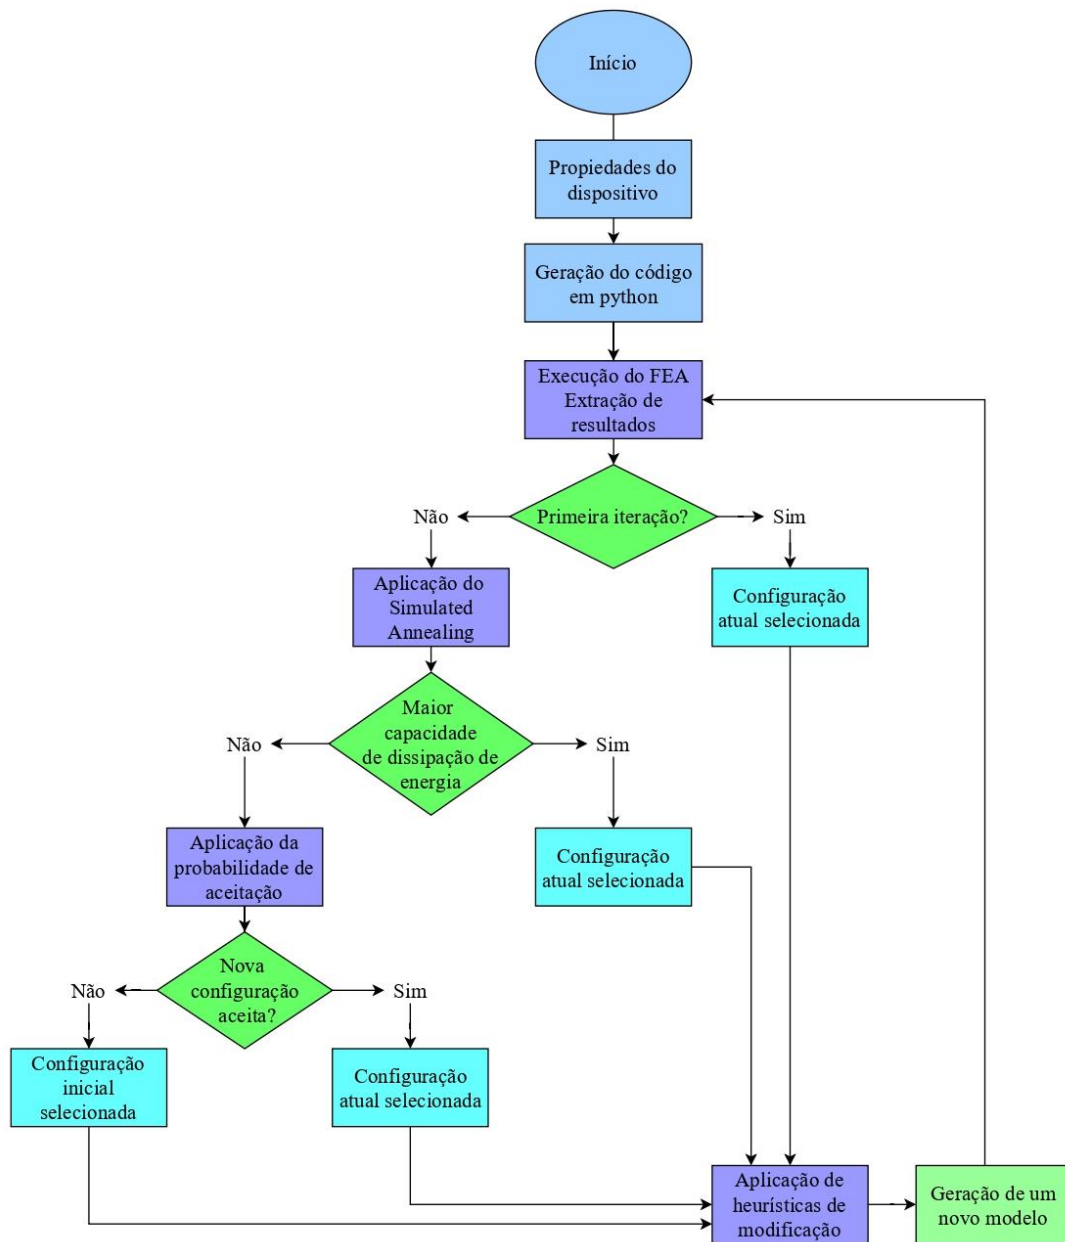 Início
Propiedades do
dispositivo
Geração do código
em python
Execução do FEA
Extração de
resultados
Primeira iteração?
Não
Sim
Aplicação do
Simulated
Annealing
Configuração
atual selecionada
Maior
capacidade
de dissipação de
energia
Não
Sim
Aplicação da
probabilidade de
aceitação
Configuração
atual selecionada
Nova
configuração
aceita?
Não
Sim
Configuração
inicial
selecionada
Configuração
atual selecionada
Aplicação de
heurísticas de
modificação
Geração de um
novo modelo